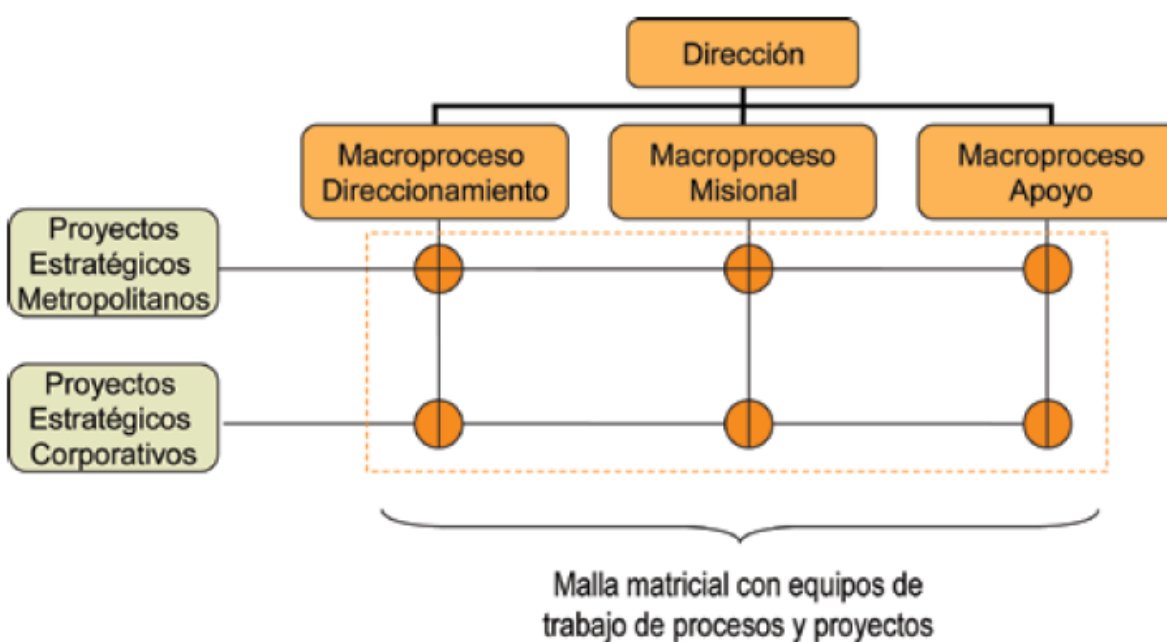 Dirección
Macroproceso
Direccionamiento
Macroproceso
Misional
Macroproceso
Apoyo
Proyectos
Estratégicos
Metropolitanos
Proyectos
Estratégicos
Corporativos
Malla matricial con equipos de
trabajo de procesos y proyectos